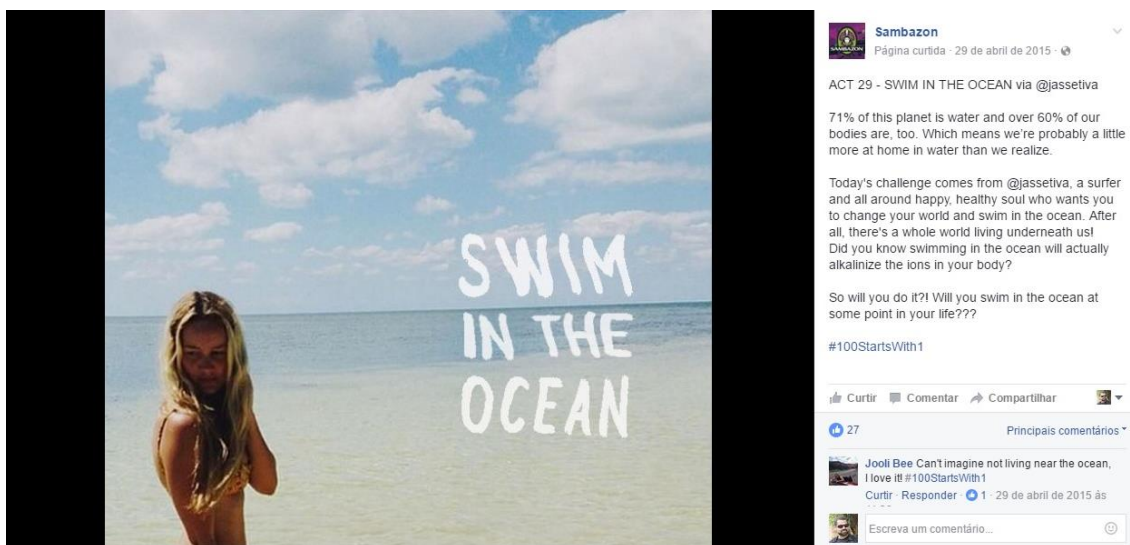 SWIM
IN THE
OCEAN
Sambazon
Página curtida · 29 de abril de 2015 ·
ACT 29 - SWIM IN THE OCEAN via @jassetiva
71% of this planet is water and over 60% of our
bodies are, too. Which means we're probably a little
more at home in water than we realize.
Today's challenge comes from @jassetiva, a surfer
and all around happy, healthy soul who wants you
to change your world and swim in the ocean. After
all, there's a whole world living underneath us!
Did you know swimming in the ocean will actually
alkalinize the ions in your body?
So will you do it?! Will you swim in the ocean at
some point in your life???
#100StartsWith1
Curtir Comentar Compartilhar
27 Principais comentários
Jooli Bee Can't imagine not living near the ocean,
I love it! #100StartsWith1
Curtir · Responder · 1 · 29 de abril de 2015 às
Escreva um comentário...